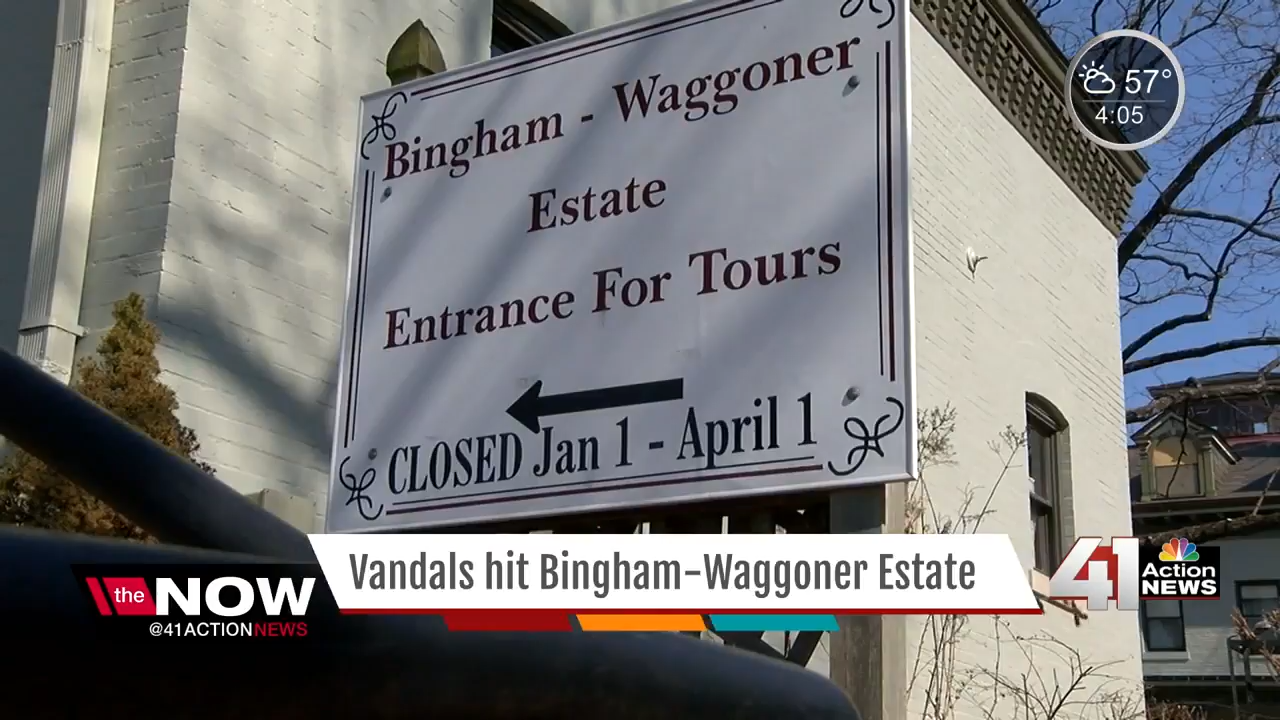 Bingham - Waggoner
Estate
Entrance For Tours
CLOSED Jan 1 - April 1
57°
4:05
Vandals hit Bingham-Waggoner Estate
the NOW
@41ACTIONNEWS
41 Action
NEWS